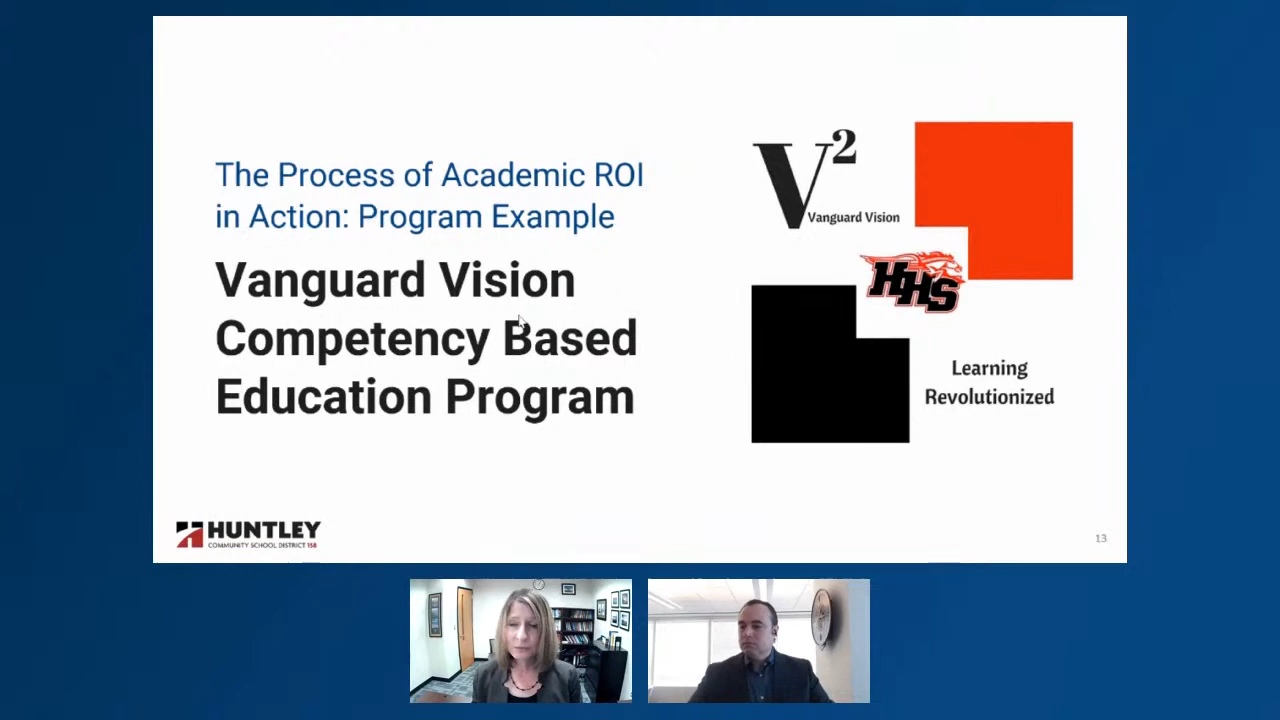 The Process of Academic ROI
in Action: Program Example
Vanguard Vision
Competency Based
Education Program
V2
Vanguard Vision
HHS
Learning
Revolutionized
HUNTLEY
COMMUNITY SCHOOL DISTRICT 158
13